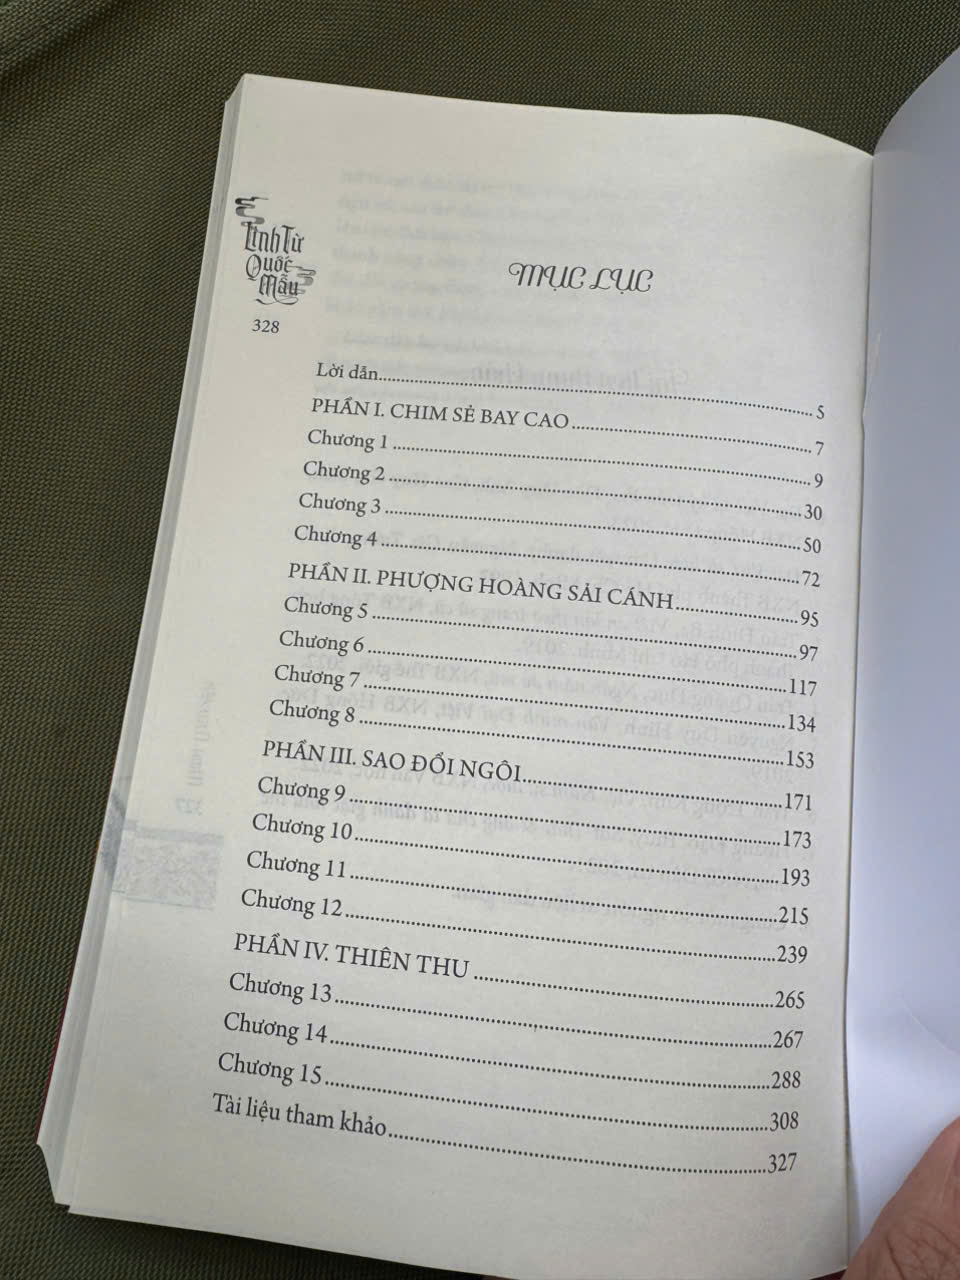 Linh Từ
Quốc
Mẫu
328
MỤC LỤC
Lời dẫn.....5
PHẦN I. CHIM SẺ BAY CAO.....7
Chương 1.....9
Chương 2.....30
Chương 3.....50
Chương 4.....72
PHẦN II. PHƯỢNG HOÀNG SẢI CÁNH.....95
Chương 5.....97
Chương 6.....117
Chương 7.....134
Chương 8.....153
PHẦN III. SAO ĐỔI NGÔI.....171
Chương 9.....173
Chương 10.....193
Chương 11.....215
Chương 12.....239
PHẦN IV. THIÊN THU.....265
Chương 13.....267
Chương 14.....288
Chương 15.....308
Tài liệu tham khảo.....327